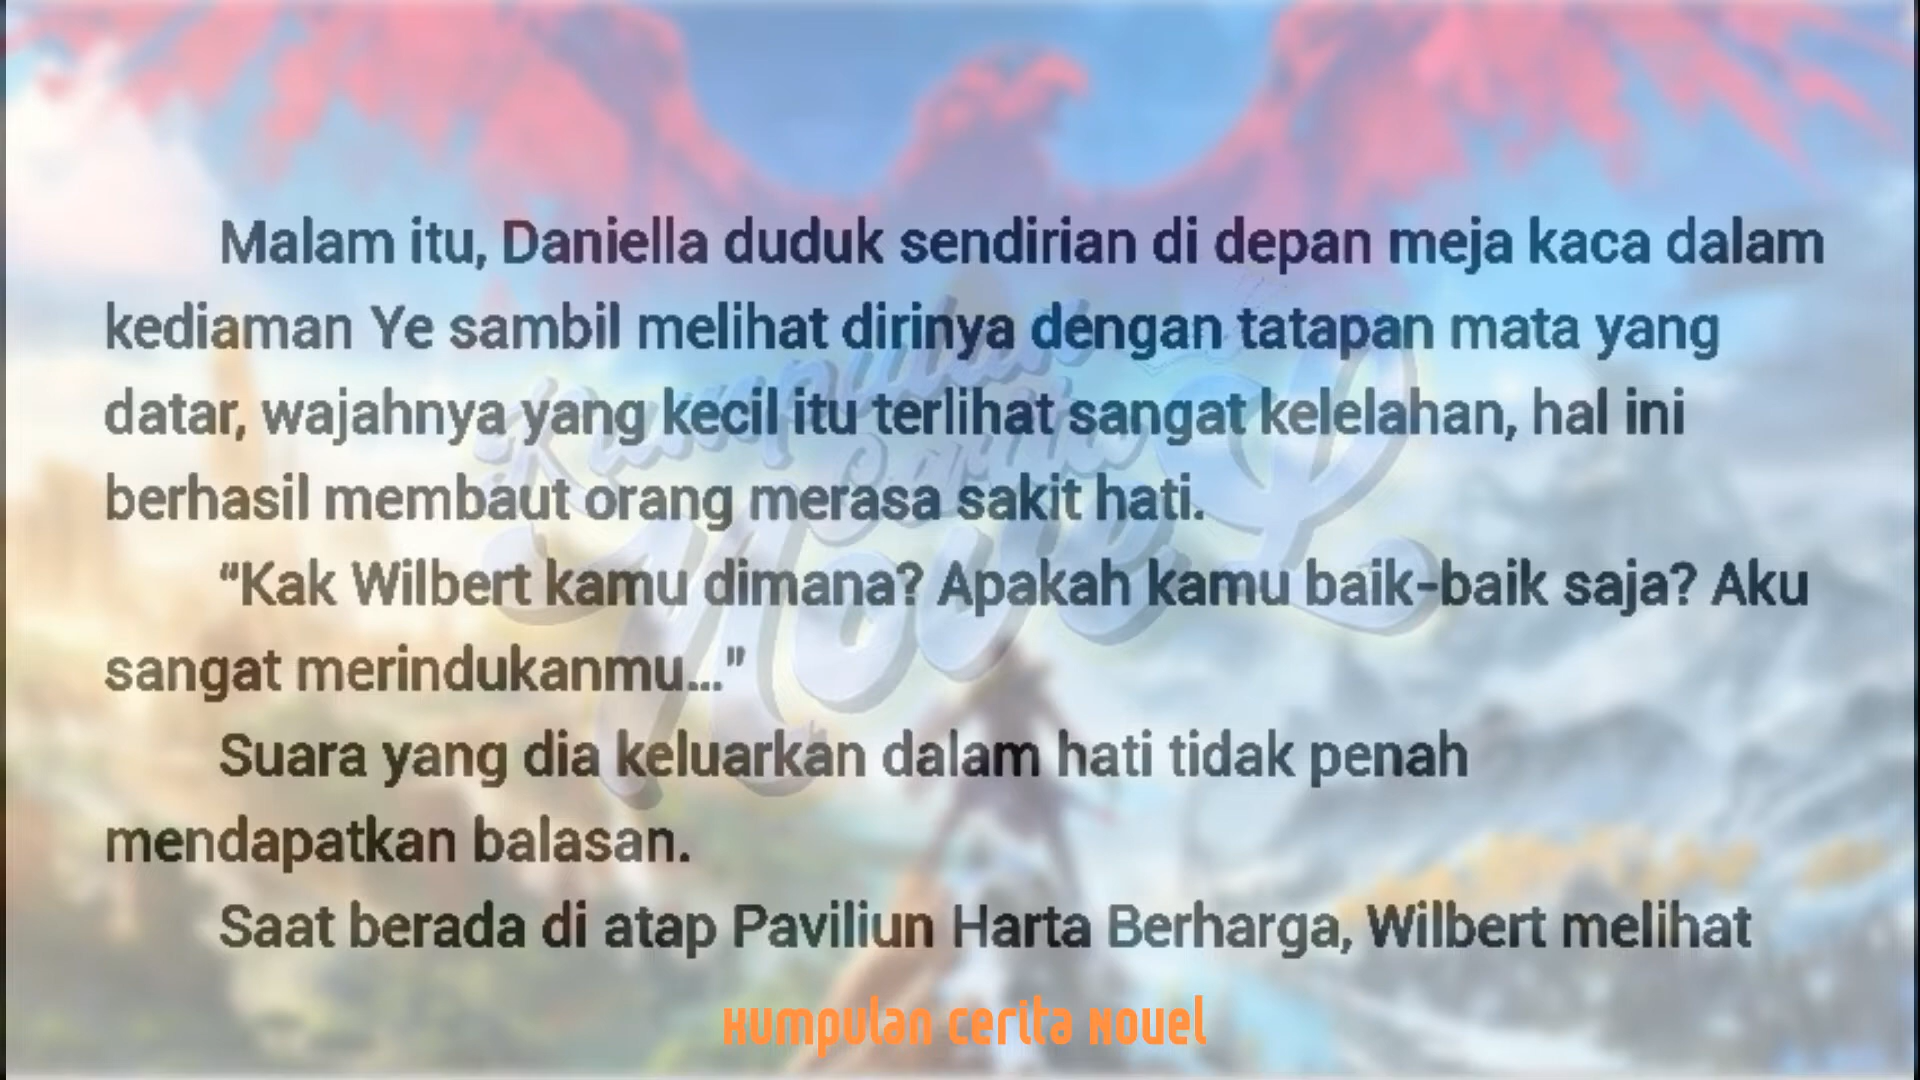 Malam itu, Daniella duduk sendirian di depan meja kaca dalam
kediaman Ye sambil melihat dirinya dengan tatapan mata yang
datar, wajahnya yang kecil itu terlihat sangat kelelahan, hal ini
berhasil membaut orang merasa sakit hati.
“Kak Wilbert kamu dimana? Apakah kamu baik-baik saja? Aku
sangat merindukanmu...”
Suara yang dia keluarkan dalam hati tidak penah
mendapatkan balasan.
Saat berada di atap Paviliun Harta Berharga, Wilbert melihat
Kumpulan Cerita Novel
Kumpulan
Cerita
Novel